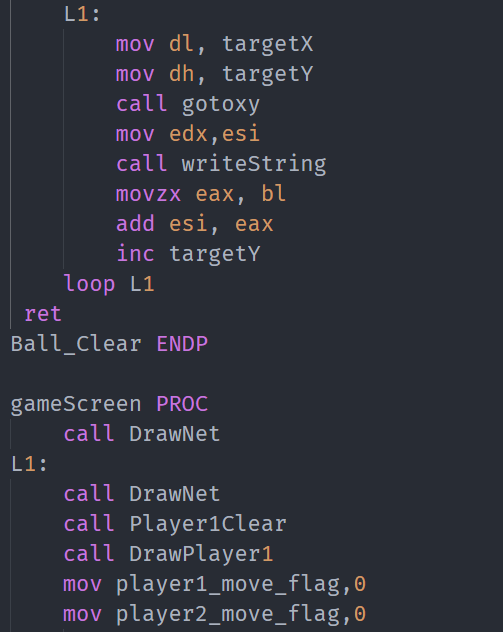 L1:
mov dl, targetX
mov dh, targetY
call gotoxy
mov edx,esi
call writeString
movzx eax, bl
add esi, eax
inc targetY
loop L1
ret
Ball_Clear ENDP
gameScreen PROC
call DrawNet
L1:
call DrawNet
call Player1Clear
call DrawPlayer1
mov player1_move_flag,0
mov player2_move_flag,0